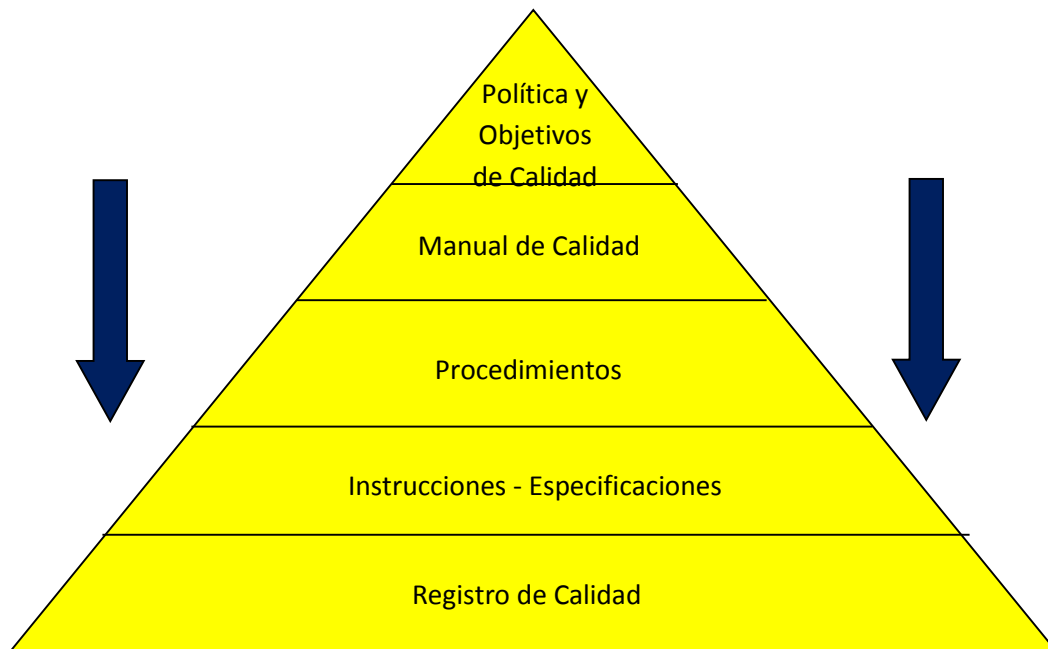 Política y
Objetivos
de Calidad
Manual de Calidad
Procedimientos
Instrucciones - Especificaciones
Registro de Calidad